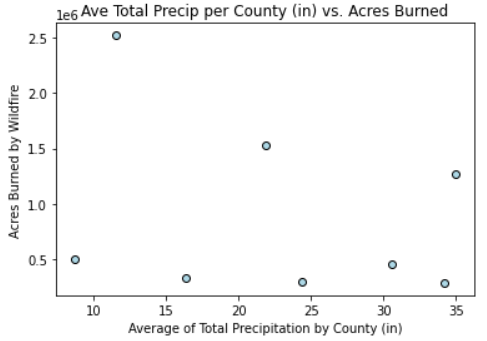 1e6
Ave Total Precip per County (in) vs. Acres Burned
2.5
2.0
1.5
1.0
0.5
Acres Burned by Wildfire
10 15 20 25 30 35
Average of Total Precipitation by County (in)